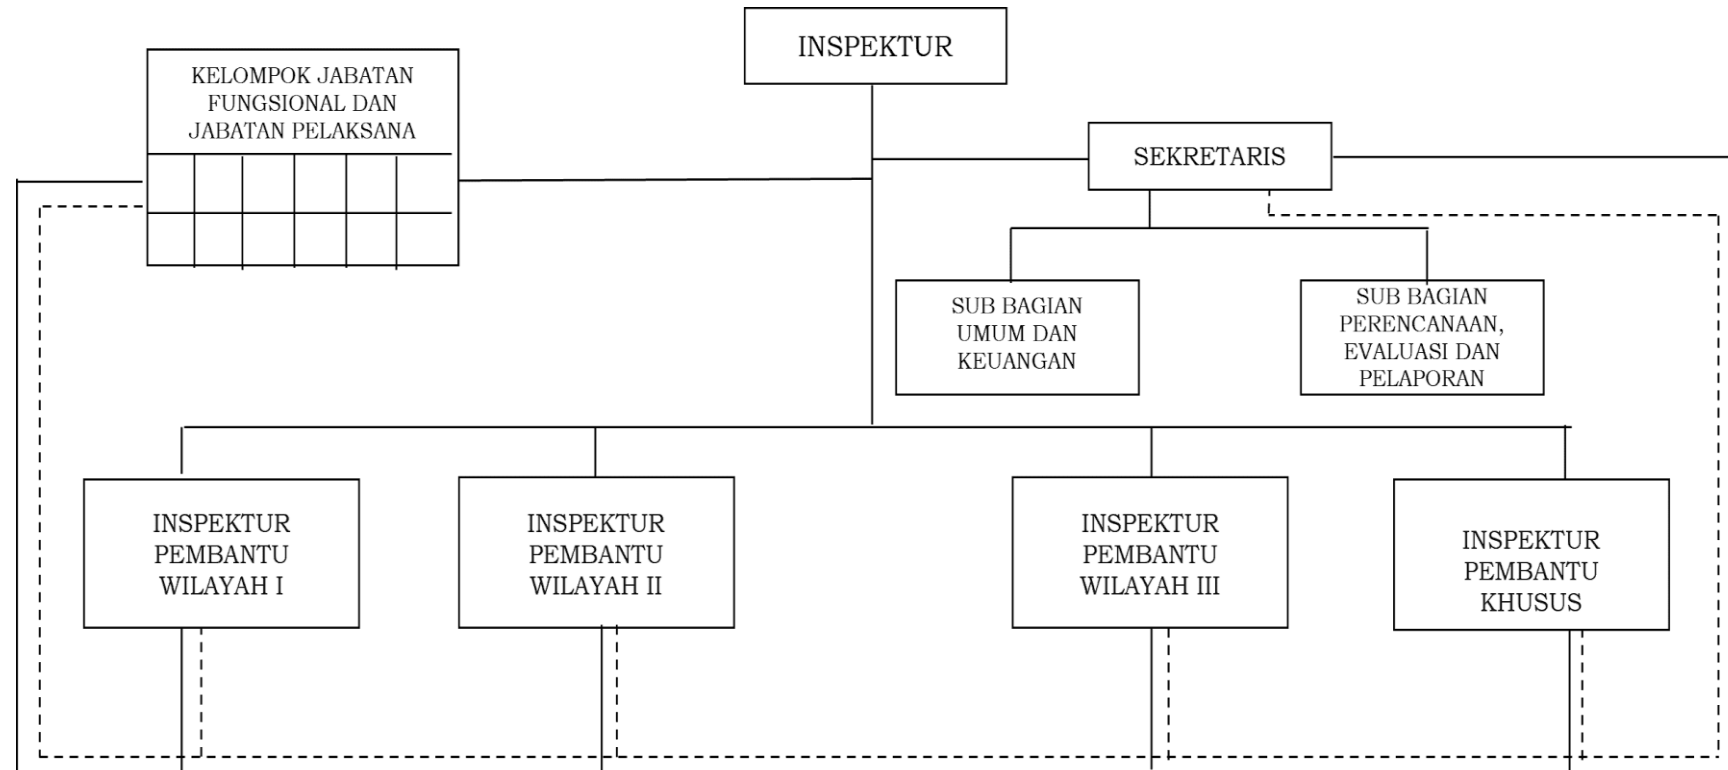 INSPEKTUR
KELOMPOK JABATAN
FUNGSIONAL DAN
JABATAN PELAKSANA
SEKRETARIS
SUB BAGIAN
UMUM DAN
KEUANGAN
SUB BAGIAN
PERENCANAAN,
EVALUASI DAN
PELAPORAN
INSPEKTUR
PEMBANTU
WILAYAH I
INSPEKTUR
PEMBANTU
WILAYAH II
INSPEKTUR
PEMBANTU
WILAYAH III
INSPEKTUR
PEMBANTU
KHUSUS